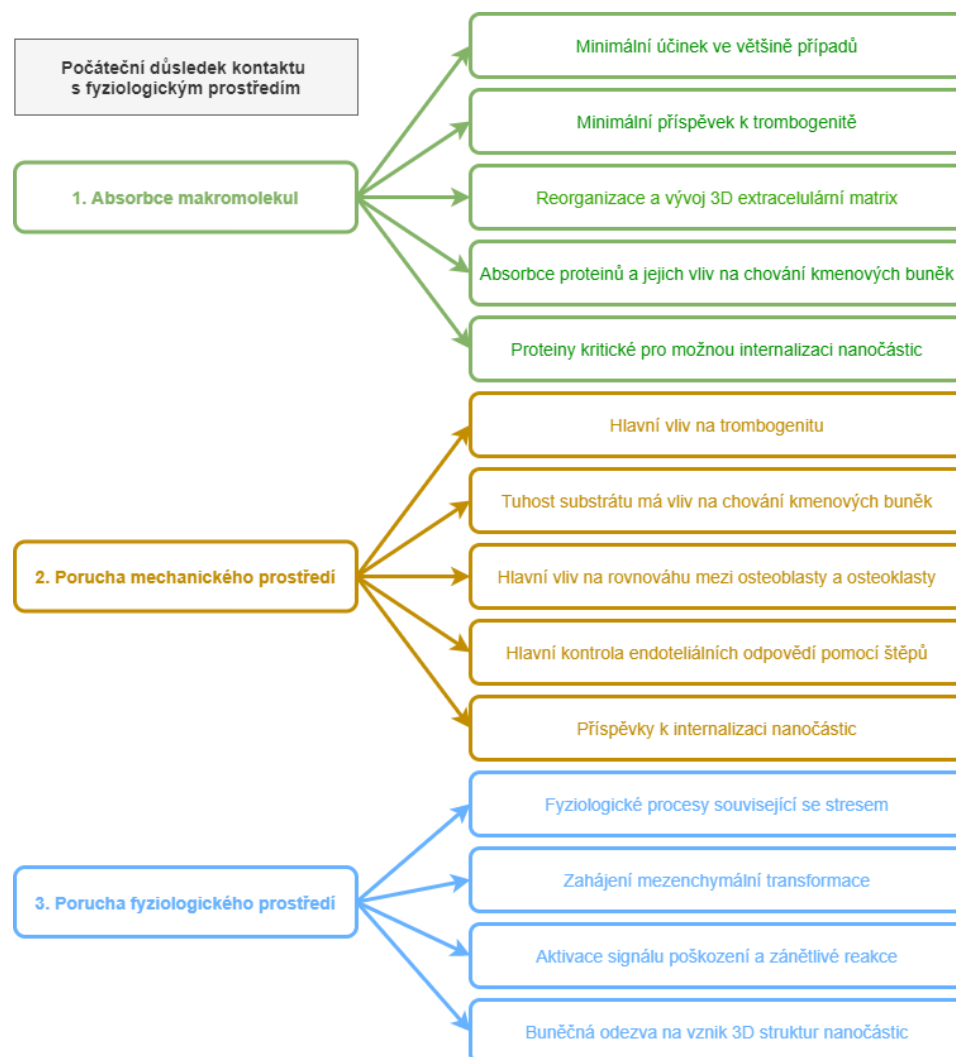 Počáteční důsledek kontaktu
s fyziologickým prostředím
1. Absorbce makromolekul
Minimální účinek ve většině případů
Minimální příspěvek k trombogenitě
Reorganizace a vývoj 3D extracelulární matrix
Absorbce proteinů a jejich vliv na chování kmenových buněk
Proteiny kritické pro možnou internalizaci nanočástic
2. Porucha mechanického prostředí
Hlavní vliv na trombogenitu
Tuhost substrátu má vliv na chování kmenových buněk
Hlavní vliv na rovnováhu mezi osteoblasty a osteoklasty
Hlavní kontrola endoteliálních odpovědí pomocí štěpů
Příspěvky k internalizaci nanočástic
3. Porucha fyziologického prostředí
Fyziologické procesy související se stresem
Zahájení mezenchymální transformace
Aktivace signálu poškození a zánětlivé reakce
Buněčná odezva na vznik 3D struktur nanočástic